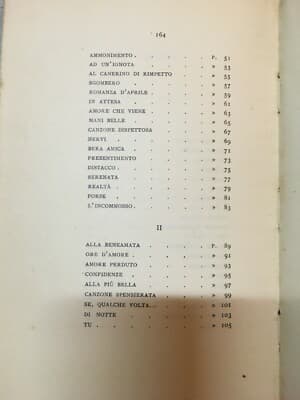 164
AMMONIMENTO . . . . . P. 51
AD UN'IGNOTA . . . . . » 53
AL CANERINO DI RIMPETTO . . . » 55
SGOMBERO . . . . . . » 57
ROMANZA D'APRILE . . . . » 59
IN ATTESA . . . . . . » 61
AMORE CHE VIENE . . . . . » 63
MANI BELLE . . . . . . » 65
CANZONE DISPETTOSA . . . . » 67
NERVI . . . . . . . » 69
BERA AMICA . . . . . . » 71
PRESENTIMENTO . . . . . » 73
DISTACCO . . . . . . » 75
SERENATA . . . . . . » 77
REALTÀ . . . . . . . » 79
FORSE . . . . . . . » 81
L'INCOMMOSSO . . . . . . » 83
II
ALLA BENEAMATA . . . . . P. 89
ORE D'AMORE . . . . . . » 91
AMORE PERDUTO . . . . . » 93
CONFIDENZE . . . . . . » 95
ALLA PIÙ BELLA . . . . . » 97
CANZONE SPENSIERATA . . . . » 99
SE, QUALCHE VOLTA... . . . . » 101
DI NOTTE . . . . . . » 103
TU . . . . . . . . » 105